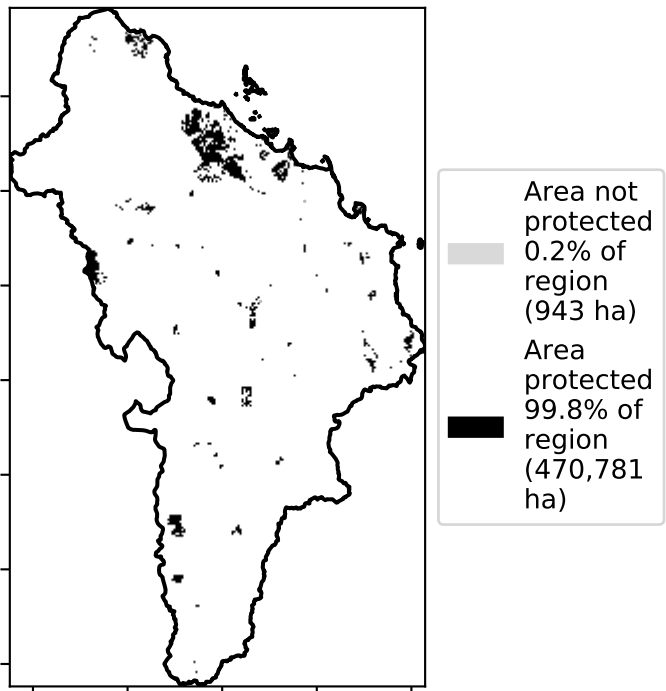 Area not
protected
0.2% of
region
(943 ha)
Area
protected
99.8% of
region
(470,781
ha)